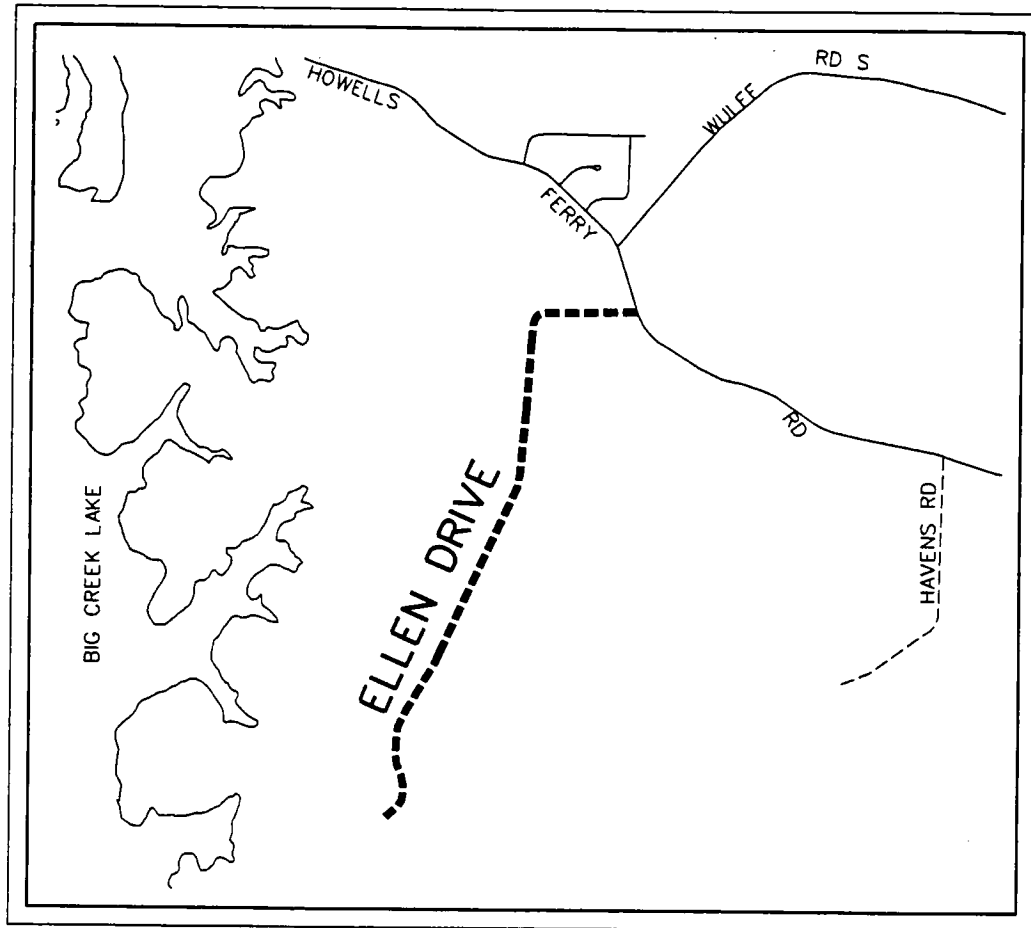 HOWELLS
FERRY
RD
WULFF
RD S
ELLEN DRIVE
HAVENS RD
BIG CREEK LAKE